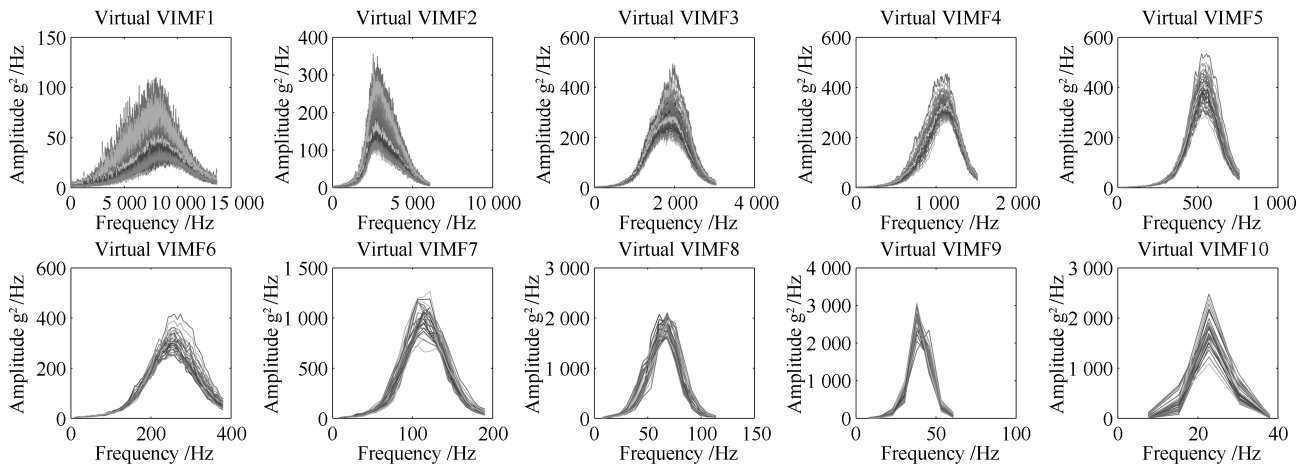 Virtual VIMF1
Amplitude g²/Hz
150
100
50
0
0 5 000 10 000 15 000
Frequency /Hz
Virtual VIMF2
Amplitude g²/Hz
400
300
200
100
0
0 5 000 10 000
Frequency /Hz
Virtual VIMF3
Amplitude g²/Hz
600
400
200
0
0 2 000 4 000
Frequency /Hz
Virtual VIMF4
Amplitude g²/Hz
600
400
200
0
0 1 000 2 000
Frequency /Hz
Virtual VIMF5
Amplitude g²/Hz
600
400
200
0
0 500 1 000
Frequency /Hz
Virtual VIMF6
Amplitude g²/Hz
600
400
200
0
0 200 400
Frequency /Hz
Virtual VIMF7
Amplitude g²/Hz
1 500
1 000
500
0
0 100 200
Frequency /Hz
Virtual VIMF8
Amplitude g²/Hz
3 000
2 000
1 000
0
0 50 100 150
Frequency /Hz
Virtual VIMF9
Amplitude g²/Hz
4 000
3 000
2 000
1 000
0
0 50 100
Frequency /Hz
Virtual VIMF10
Amplitude g²/Hz
3 000
2 000
1 000
0
0 20 40
Frequency /Hz